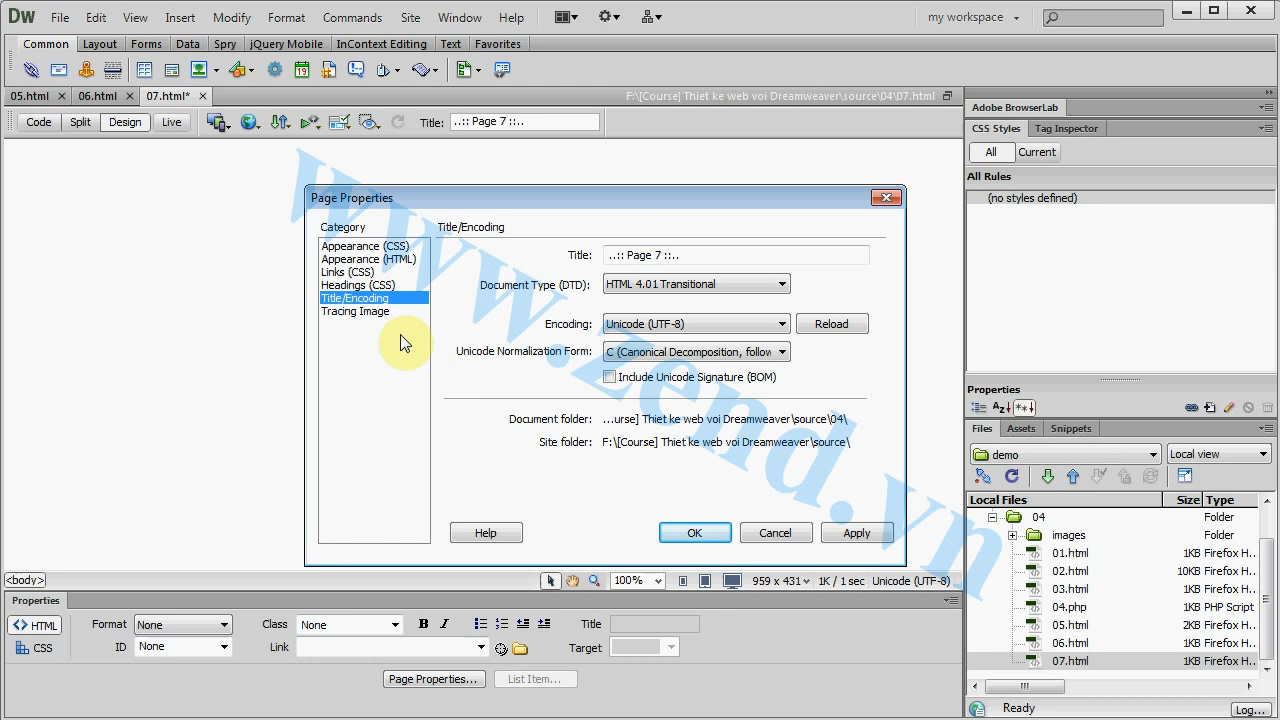 Dw File Edit View Insert Modify Format Commands Site Window Help my workspace
Common Layout Forms Data Spry jQuery Mobile InContext Editing Text Favorites
05.html 06.html 07.html* F:\[Course] Thiet ke web voi Dreamweaver\source\04\07.html
Code Split Design Live Title: ..:: Page 7 ::..
Adobe BrowserLab
CSS Styles Tag Inspector
All Current
All Rules
(no styles defined)
Page Properties
Category Title/Encoding
Appearance (CSS)
Appearance (HTML)
Links (CSS)
Headings (CSS)
Title/Encoding
Tracing Image
Title: ..:: Page 7 ::..
Document Type (DTD): HTML 4.01 Transitional
Encoding: Unicode (UTF-8) Reload
Unicode Normalization Form: C (Canonical Decomposition, follow
Include Unicode Signature (BOM)
Document folder: ...urse] Thiet ke web voi Dreamweaver\source\04\
Site folder: F:\[Course] Thiet ke web voi Dreamweaver\source\
Help OK Cancel Apply
www.zend.vn
Properties
Files Assets Snippets
demo Local view
Local Files Size Type
04 Folder
images Folder
01.html 1KB Firefox H..
02.html 10KB Firefox H..
03.html 1KB Firefox H..
04.php 1KB PHP Script
05.html 2KB Firefox H..
06.html 1KB Firefox H..
07.html 1KB Firefox H..
Ready Log...
<body> 100% 959 x 431 1K / 1 sec Unicode (UTF-8)
Properties
HTML Format None Class None B I Title
CSS ID None Link Target
Page Properties... List Item...